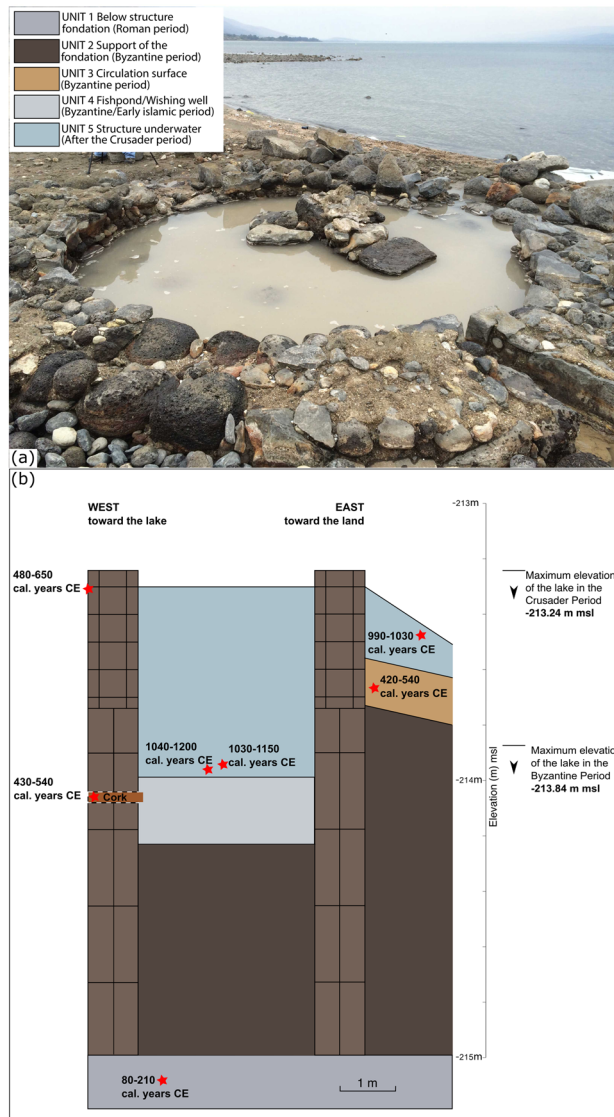 UNIT 1 Below structure
fondation (Roman period)
UNIT 2 Support of the
fondation (Byzantine period)
UNIT 3 Circulation surface
(Byzantine period)
UNIT 4 Fishpond/Wishing well
(Byzantine/Early islamic period)
UNIT 5 Structure underwater
(After the Crusader period)
(a)
(b)
WEST
toward the lake
EAST
toward the land
-213m
480-650
cal. years CE
Maximum elevation
of the lake in the
Crusader Period
-213.24 m msl
990-1030
cal. years CE
420-540
cal. years CE
1040-1200
cal. years CE
1030-1150
cal. years CE
Maximum elevation
of the lake in the
Byzantine Period
-213.84 m msl
-214m
Elevation (m) msl
430-540
cal. years CE
Cork
-215m
80-210
cal. years CE
1 m